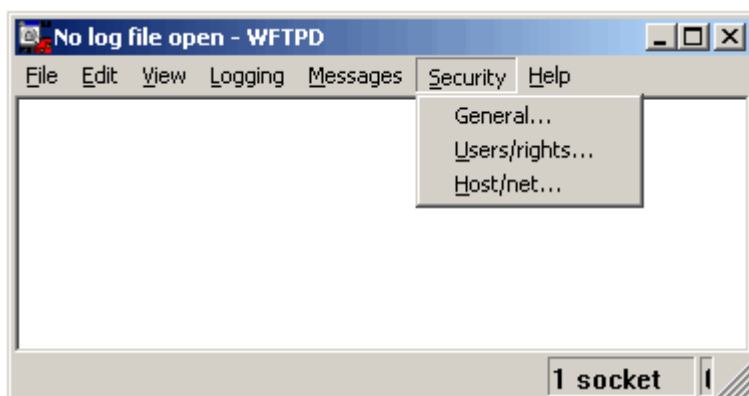 No log file open - WFTPD
File Edit View Logging Messages Security Help
General...
Users/rights...
Host/net...
1 socket